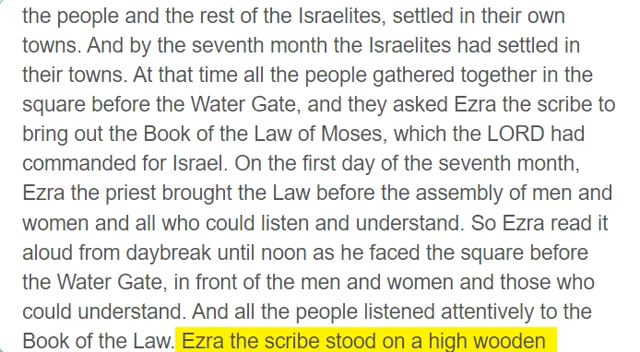 the people and the rest of the Israelites, settled in their own
towns. And by the seventh month the Israelites had settled in
their towns. At that time all the people gathered together in the
square before the Water Gate, and they asked Ezra the scribe to
bring out the Book of the Law of Moses, which the LORD had
commanded for Israel. On the first day of the seventh month,
Ezra the priest brought the Law before the assembly of men and
women and all who could listen and understand. So Ezra read it
aloud from daybreak until noon as he faced the square before
the Water Gate, in front of the men and women and those who
could understand. And all the people listened attentively to the
Book of the Law. Ezra the scribe stood on a high wooden